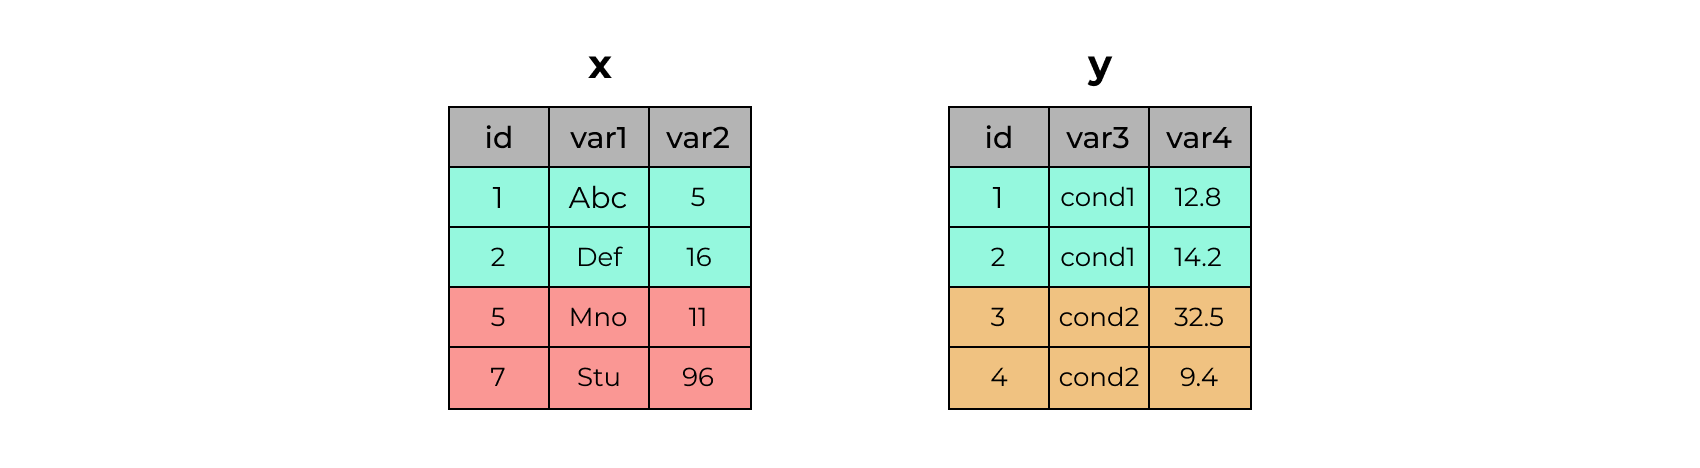 x
id var1 var2
1 Abc 5
2 Def 16
5 Mno 11
7 Stu 96
y
id var3 var4
1 cond1 12.8
2 cond1 14.2
3 cond2 32.5
4 cond2 9.4